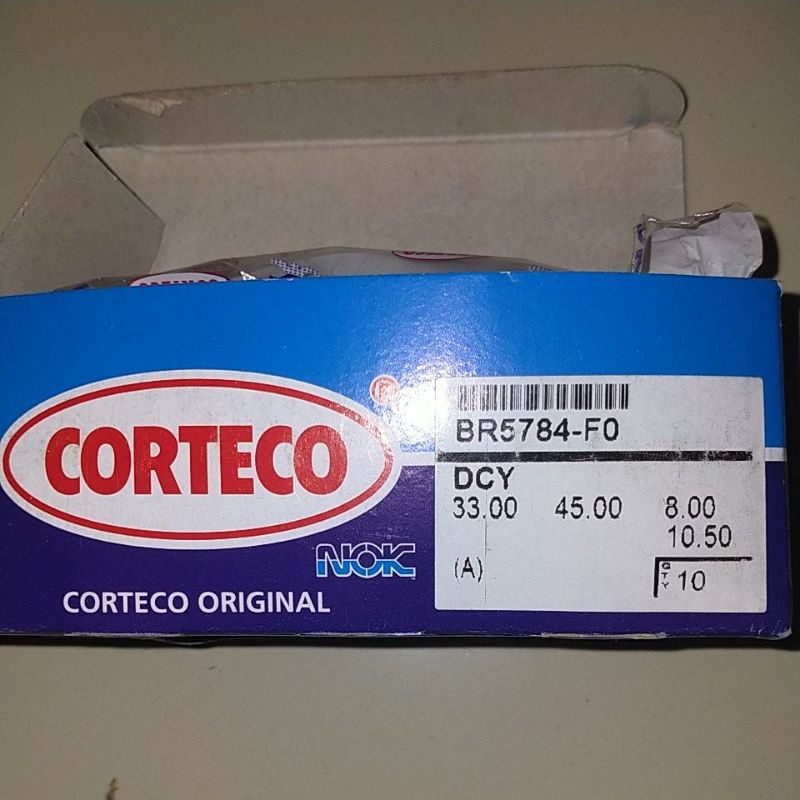 CORTECO
®
NOK
CORTECO ORIGINAL
BR5784-F0
DCY
33.00 45.00 8.00
10.50
(A)
QTY 10